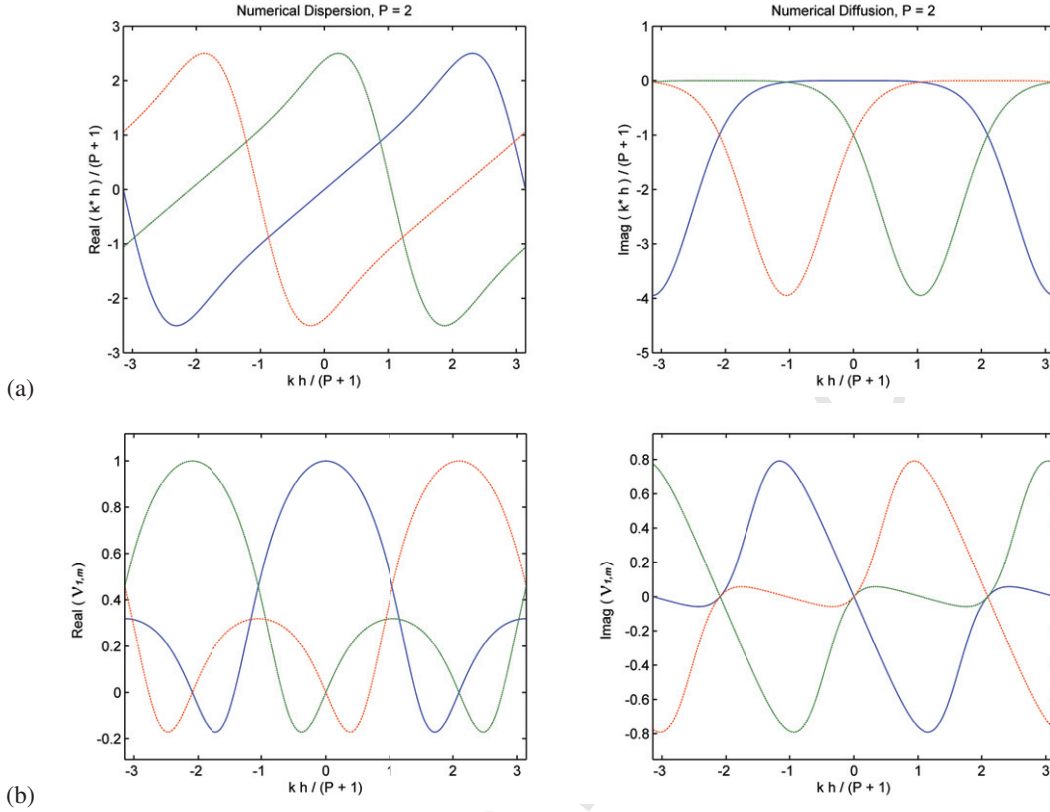 Numerical Dispersion, P = 2
3
2
1
0
-1
-2
-3
Real ( k* h ) / (P + 1)
-3 -2 -1 0 1 2 3
k h / (P + 1)
Numerical Diffusion, P = 2
1
0
-1
-2
-3
-4
-5
Imag ( k* h ) / (P + 1)
-3 -2 -1 0 1 2 3
k h / (P + 1)
(a)
1
0.8
0.6
0.4
0.2
0
-0.2
Real ( ν1,m)
-3 -2 -1 0 1 2 3
k h / (P + 1)
0.8
0.6
0.4
0.2
0
-0.2
-0.4
-0.6
-0.8
Imag ( ν1,m)
-3 -2 -1 0 1 2 3
k h / (P + 1)
(b)